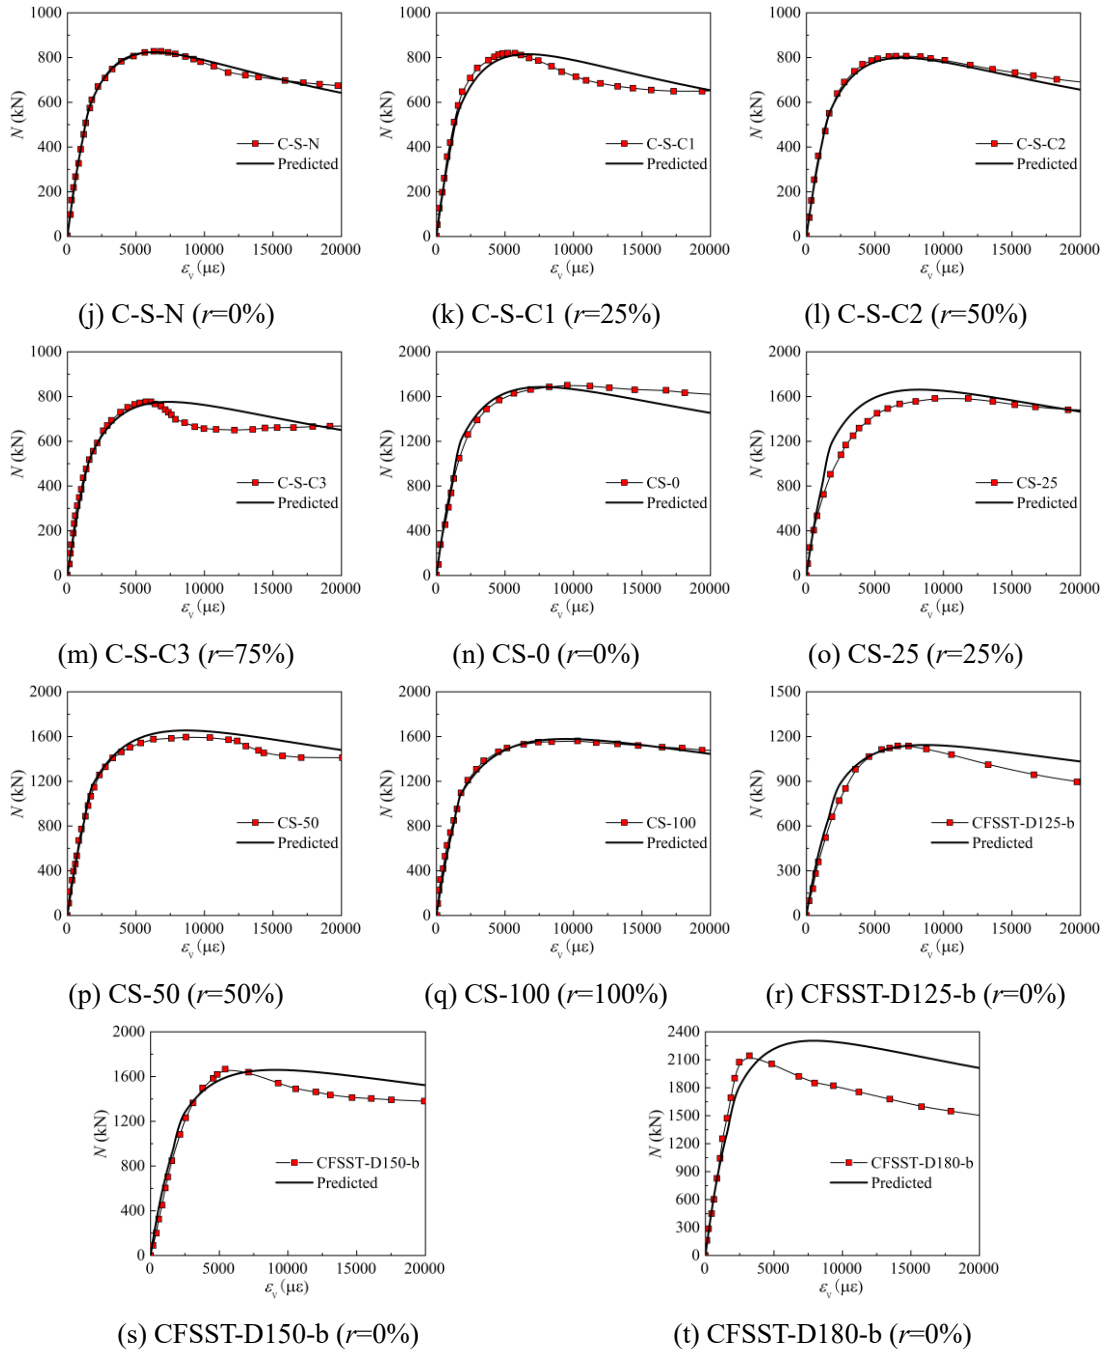 1000
800
600
400
200
0
N (kN)
C-S-N
Predicted
0 5000 10000 15000 20000
εv (με)
(j) C-S-N (r=0%)
1000
800
600
400
200
0
N (kN)
C-S-C1
Predicted
0 5000 10000 15000 20000
εv (με)
(k) C-S-C1 (r=25%)
1000
800
600
400
200
0
N (kN)
C-S-C2
Predicted
0 5000 10000 15000 20000
εv (με)
(l) C-S-C2 (r=50%)
1000
800
600
400
200
0
N (kN)
C-S-C3
Predicted
0 5000 10000 15000 20000
εv (με)
(m) C-S-C3 (r=75%)
2000
1600
1200
800
400
0
N (kN)
CS-0
Predicted
0 5000 10000 15000 20000
εv (με)
(n) CS-0 (r=0%)
2000
1600
1200
800
400
0
N (kN)
CS-25
Predicted
0 5000 10000 15000 20000
εv (με)
(o) CS-25 (r=25%)
2000
1600
1200
800
400
0
N (kN)
CS-50
Predicted
0 5000 10000 15000 20000
εv (με)
(p) CS-50 (r=50%)
2000
1600
1200
800
400
0
N (kN)
CS-100
Predicted
0 5000 10000 15000 20000
εv (με)
(q) CS-100 (r=100%)
1500
1200
900
600
300
0
N (kN)
CFSST-D125-b
Predicted
0 5000 10000 15000 20000
εv (με)
(r) CFSST-D125-b (r=0%)
2000
1600
1200
800
400
0
N (kN)
CFSST-D150-b
Predicted
0 5000 10000 15000 20000
εv (με)
(s) CFSST-D150-b (r=0%)
2400
2100
1800
1500
1200
900
600
300
0
N (kN)
CFSST-D180-b
Predicted
0 5000 10000 15000 20000
εv (με)
(t) CFSST-D180-b (r=0%)